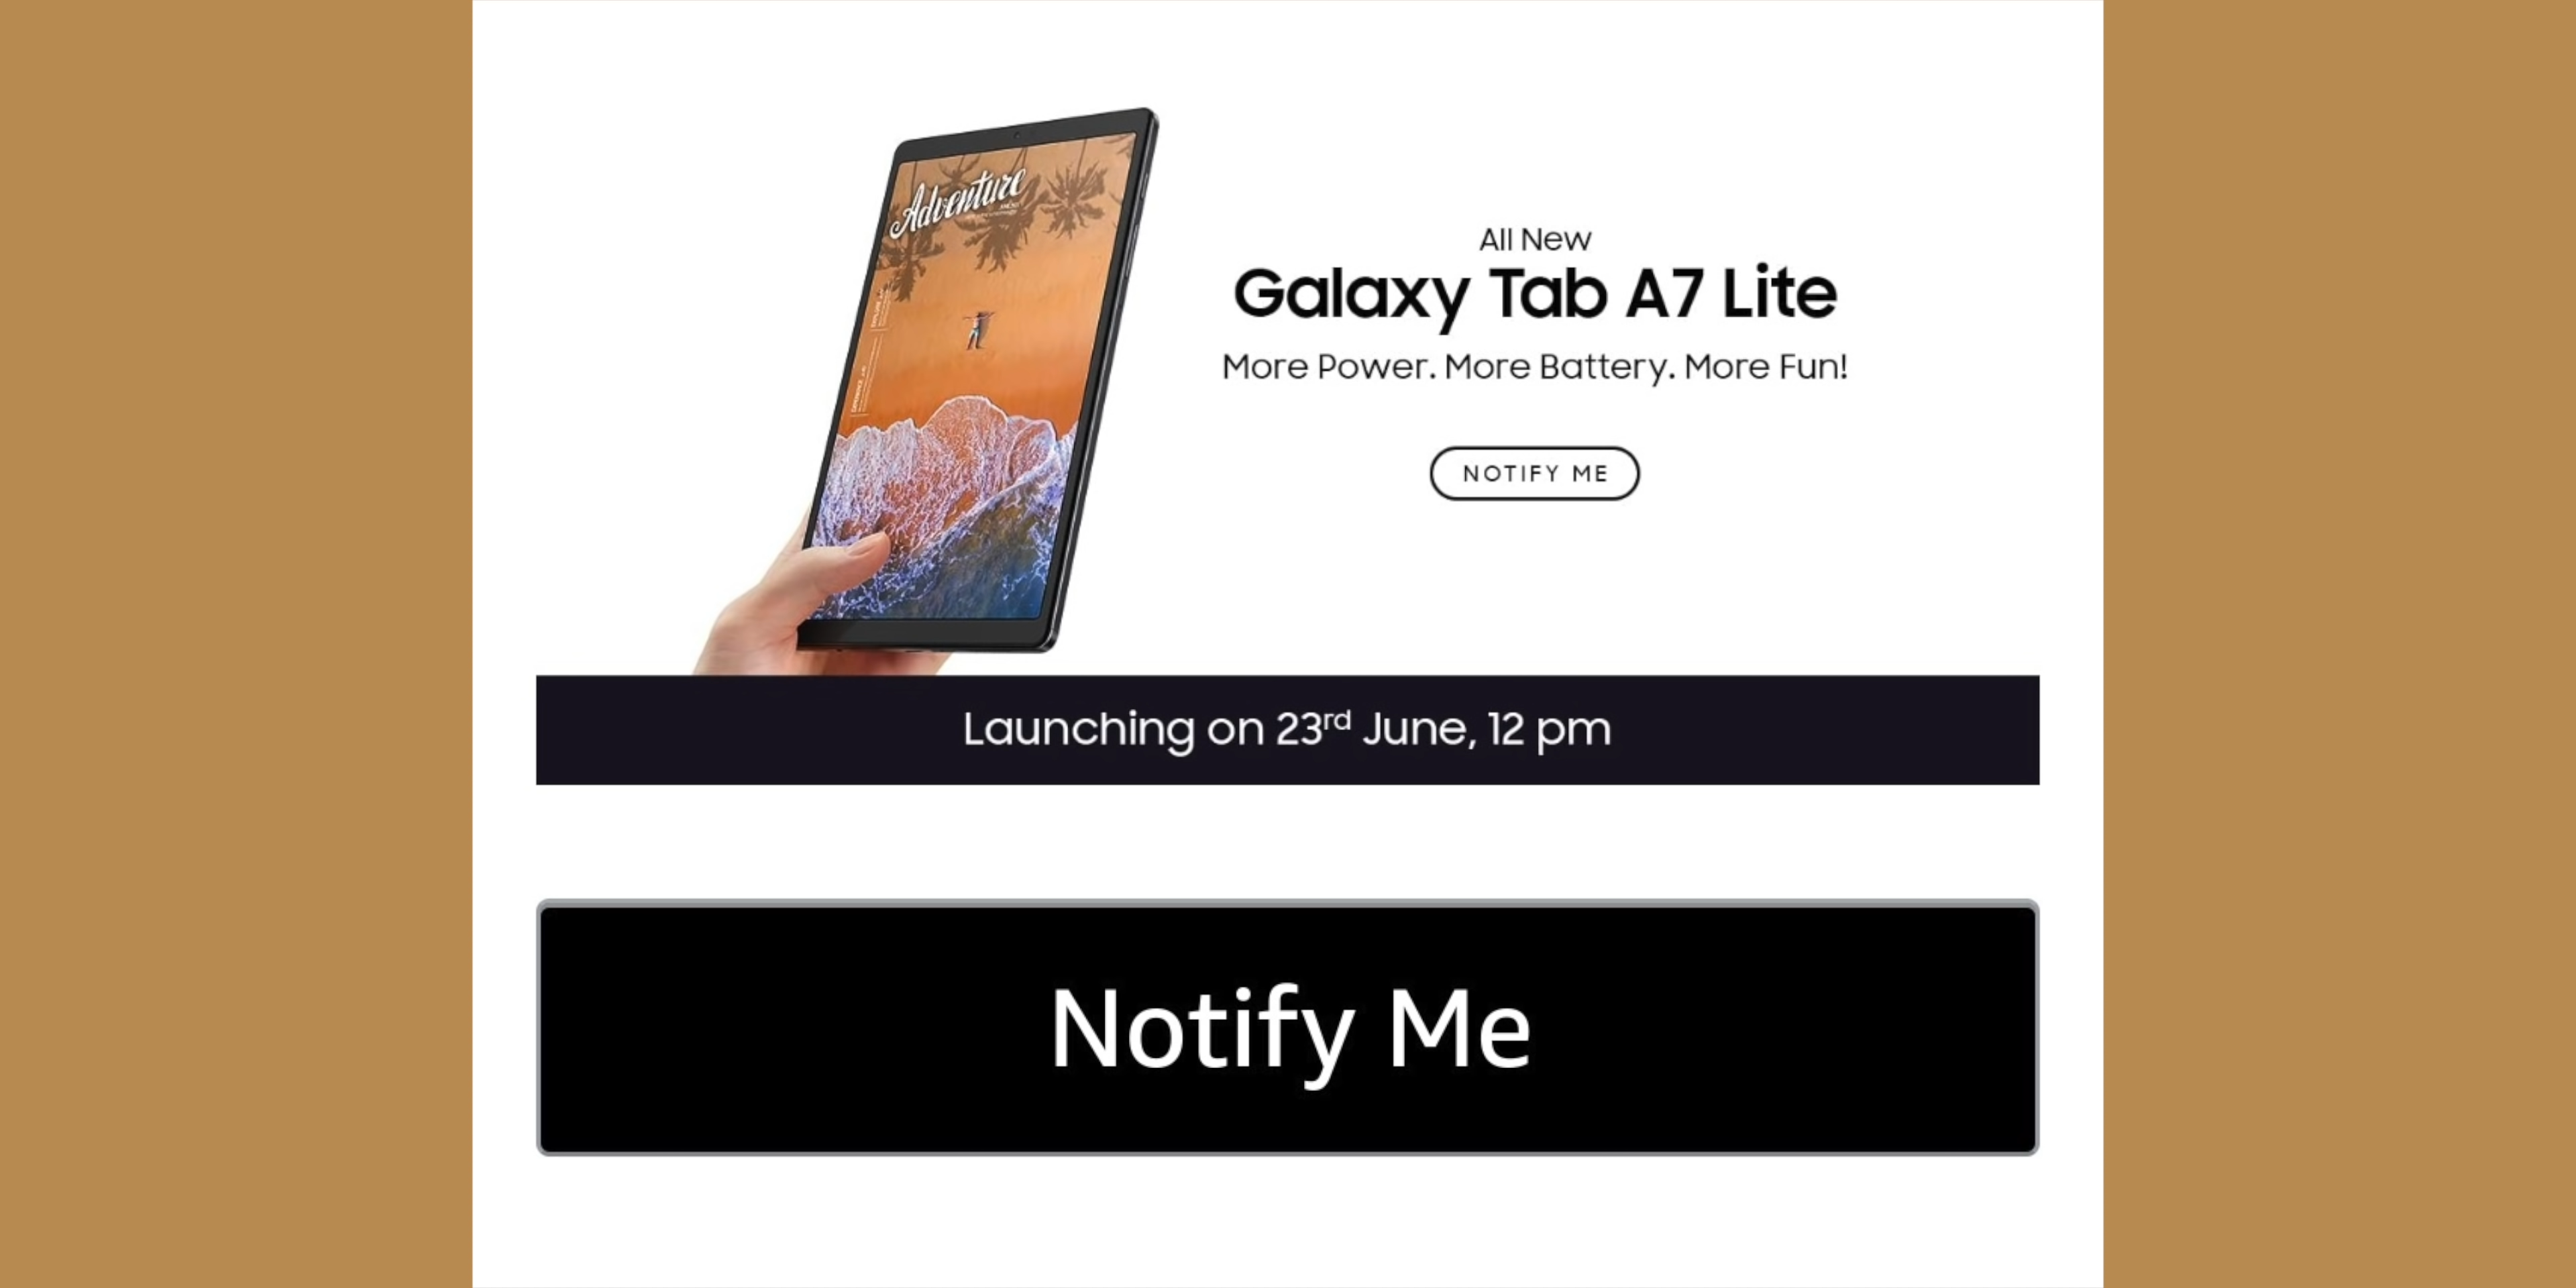 Adventure
All New
Galaxy Tab A7 Lite
More Power. More Battery. More Fun!
NOTIFY ME
Launching on 23rd June, 12 pm
Notify Me